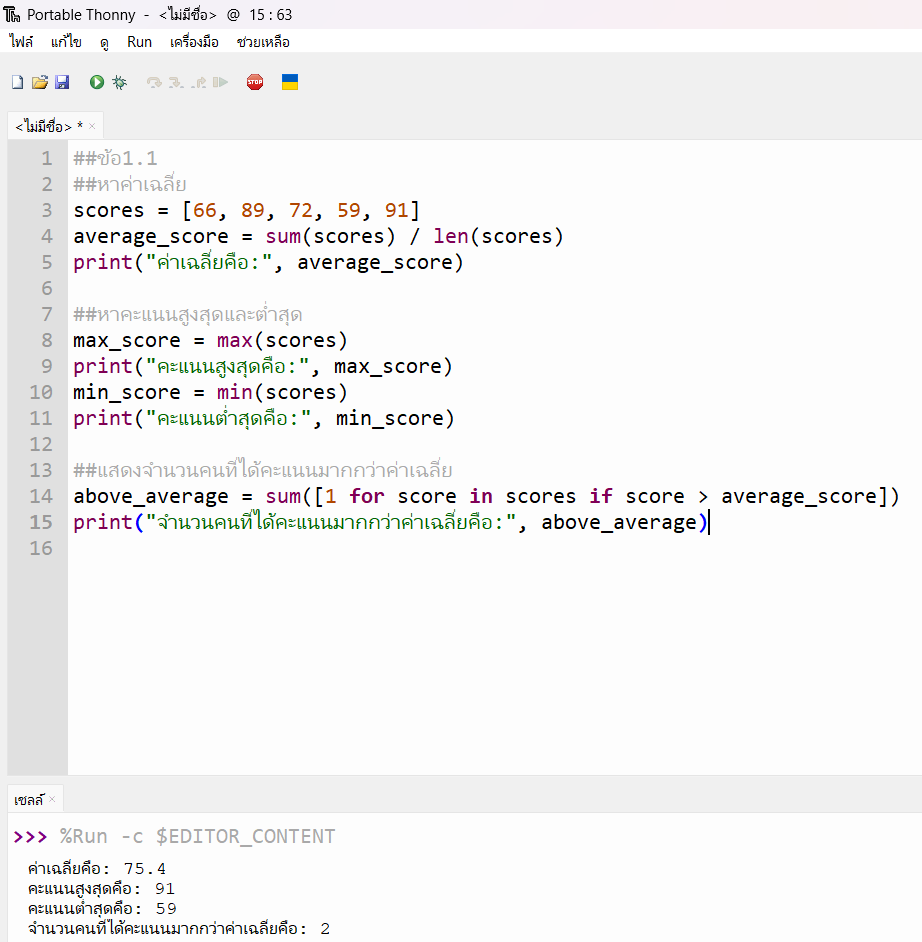 Portable Thonny - <ไม่มีชื่อ> @ 15 : 63
ไฟล์ แก้ไข ดู Run เครื่องมือ ช่วยเหลือ
STOP
<ไม่มีชื่อ> * ×
1 ##ข้อ1.1
2 ##หาค่าเฉลี่ย
3 scores = [66, 89, 72, 59, 91]
4 average_score = sum(scores) / len(scores)
5 print("ค่าเฉลี่ยคือ:", average_score)
6
7 ##หาคะแนนสูงสุดและต่ำสุด
8 max_score = max(scores)
9 print("คะแนนสูงสุดคือ:", max_score)
10 min_score = min(scores)
11 print("คะแนนต่ำสุดคือ:", min_score)
12
13 ##แสดงจำนวนคนที่ได้คะแนนมากกว่าค่าเฉลี่ย
14 above_average = sum([1 for score in scores if score > average_score])
15 print("จำนวนคนที่ได้คะแนนมากกว่าค่าเฉลี่ยคือ:", above_average)
16
เชลล์ ×
>>> %Run -c $EDITOR_CONTENT
ค่าเฉลี่ยคือ: 75.4
คะแนนสูงสุดคือ: 91
คะแนนต่ำสุดคือ: 59
จำนวนคนที่ได้คะแนนมากกว่าค่าเฉลี่ยคือ: 2